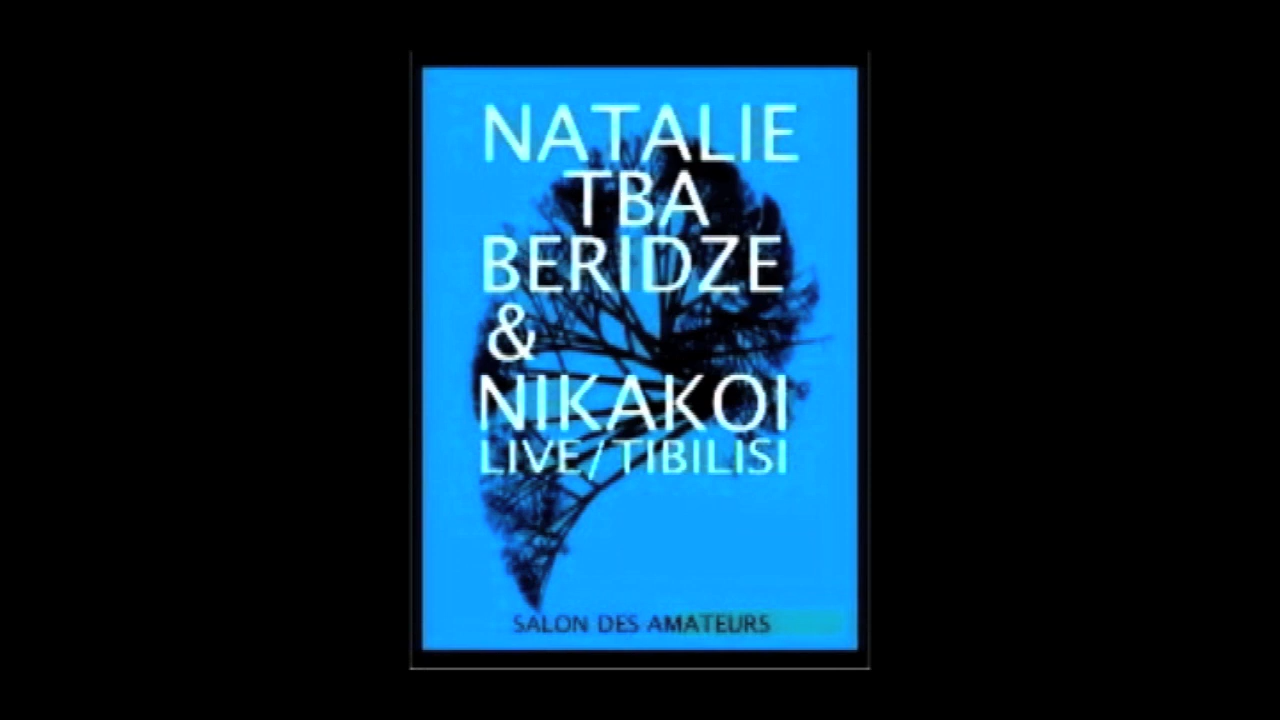 NATALIE
TBA
BERIDZE
&
NIKAKOI
LIVE/TIBILISI
SALON DES AMATEURS